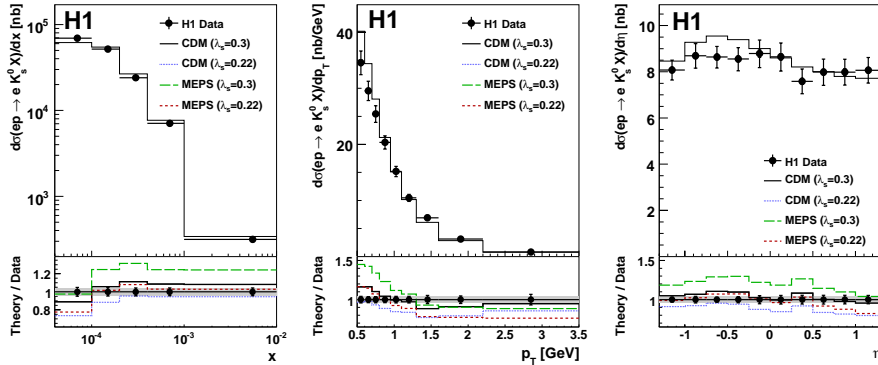 H1
H1 Data
CDM (λs=0.3)
CDM (λs=0.22)
MEPS (λs=0.3)
MEPS (λs=0.22)
dσ(ep → e K⁰s X)/dx [nb]
10⁵
10⁴
10³
Theory / Data
1.2
1
0.8
10⁻⁴
10⁻³
10⁻²
x
H1
H1 Data
CDM (λs=0.3)
CDM (λs=0.22)
MEPS (λs=0.3)
MEPS (λs=0.22)
dσ(ep → e K⁰s X)/dpT [nb/GeV]
40
20
Theory / Data
1.5
1
0.5
1
1.5
2
2.5
3
3.5
pT [GeV]
H1
dσ(ep → e K⁰s X)/dη [nb]
10
8
6
4
2
H1 Data
CDM (λs=0.3)
CDM (λs=0.22)
MEPS (λs=0.3)
MEPS (λs=0.22)
Theory / Data
1.5
1
-1
-0.5
0
0.5
1